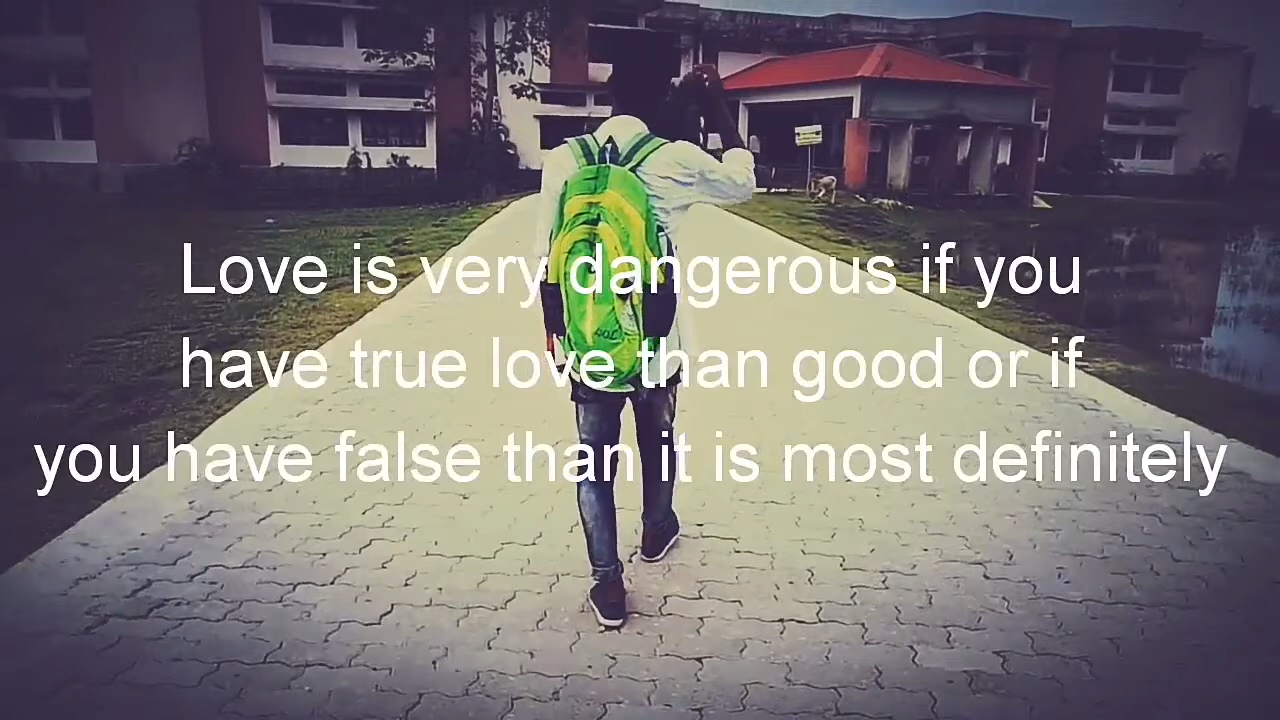 Love is very dangerous if you
have true love than good or if
you have false than it is most definitely